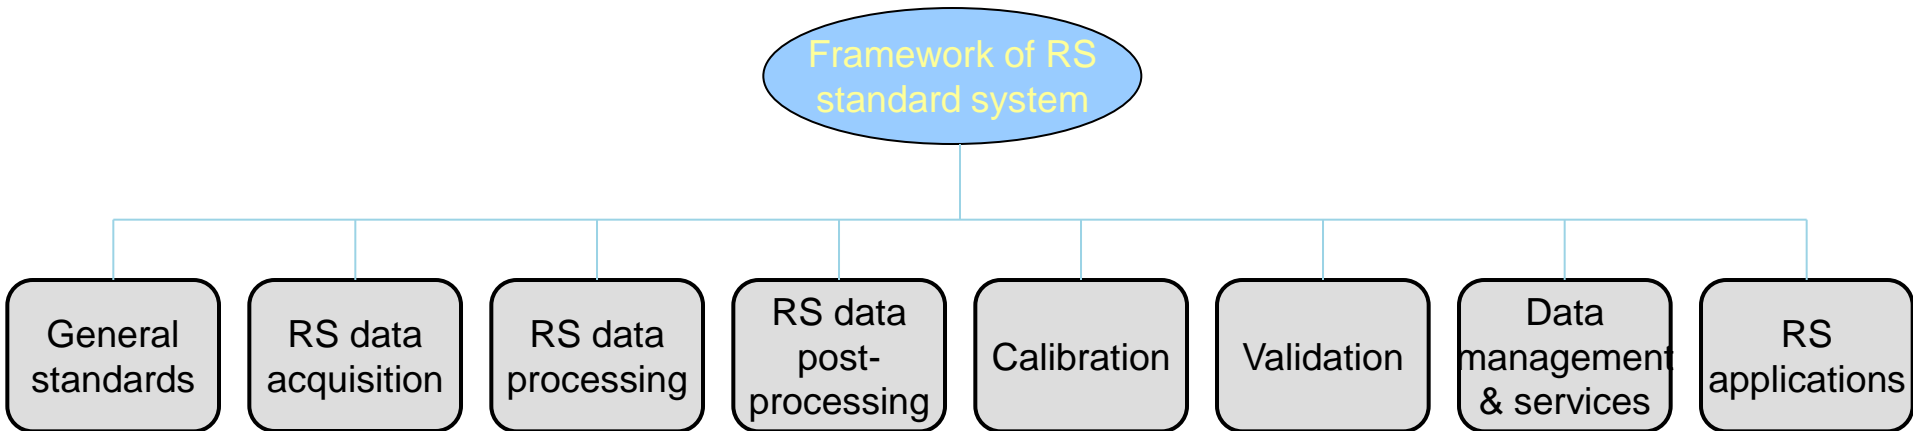 Framework of RS
standard system
General
standards
RS data
acquisition
RS data
processing
RS data
post-
processing
Calibration
Validation
Data
management
& services
RS
applications